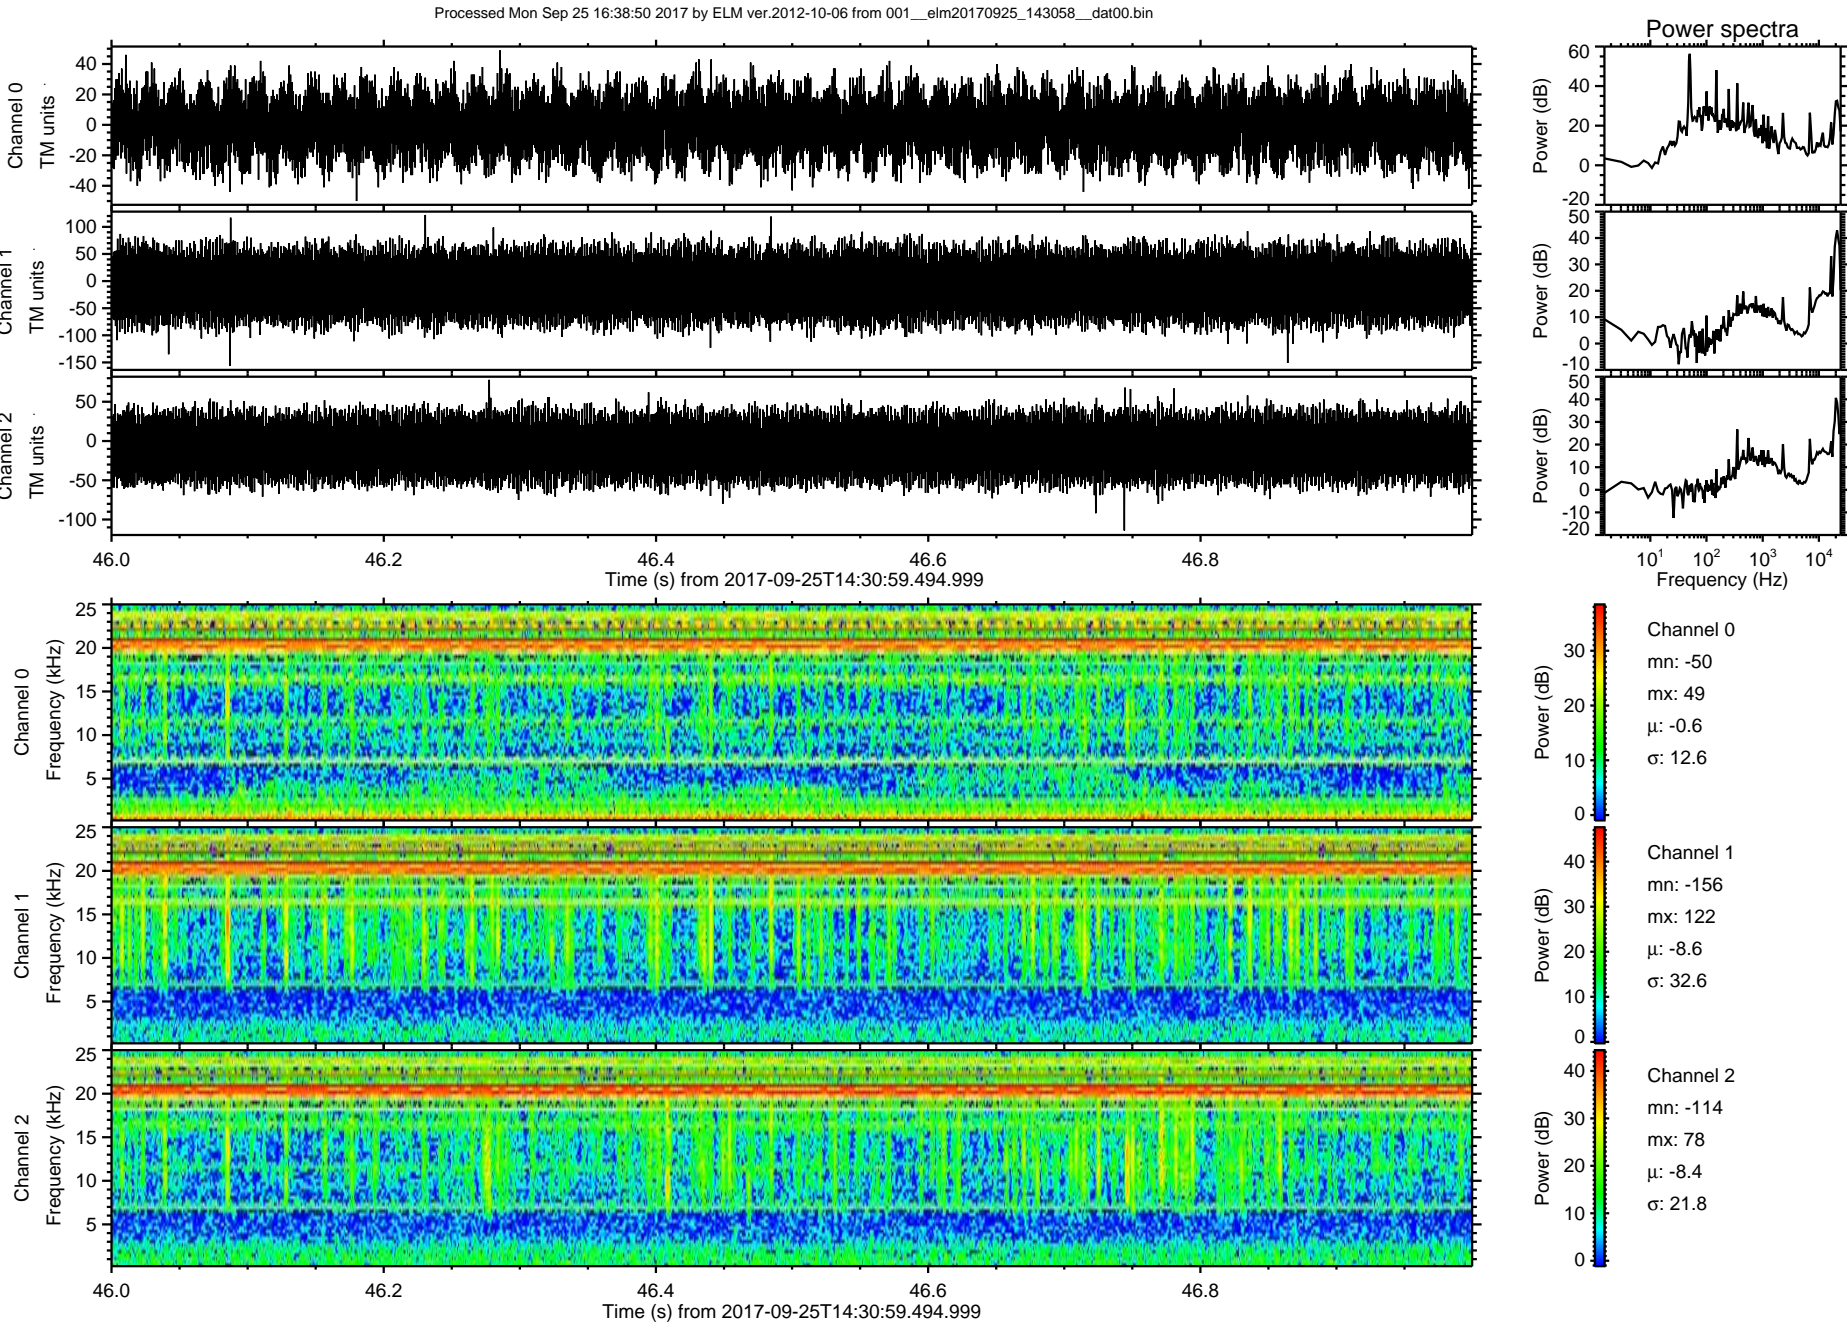 Processed Mon Sep 25 16:38:50 2017 by ELM ver.2012-10-06 from 001__elm20170925_143058__dat00.bin
Power spectra
Channel 0
TM units
40
20
0
-20
-40
Power (dB)
60
40
20
0
-20
Channel 1
TM units
100
50
0
-50
-100
-150
Power (dB)
50
40
30
20
10
0
-10
Channel 2
TM units
50
0
-50
-100
Power (dB)
50
40
30
20
10
0
-10
-20
46.0 46.2 46.4 46.6 46.8
Time (s) from 2017-09-25T14:30:59.494.999
10¹ 10² 10³ 10⁴
Frequency (Hz)
Channel 0
Frequency (kHz)
25
20
15
10
5
Power (dB)
30
20
10
0
Channel 0
mn: -50
mx: 49
μ: -0.6
σ: 12.6
Channel 1
Frequency (kHz)
25
20
15
10
5
Power (dB)
40
30
20
10
0
Channel 1
mn: -156
mx: 122
μ: -8.6
σ: 32.6
Channel 2
Frequency (kHz)
25
20
15
10
5
Power (dB)
40
30
20
10
0
Channel 2
mn: -114
mx: 78
μ: -8.4
σ: 21.8
46.0 46.2 46.4 46.6 46.8
Time (s) from 2017-09-25T14:30:59.494.999